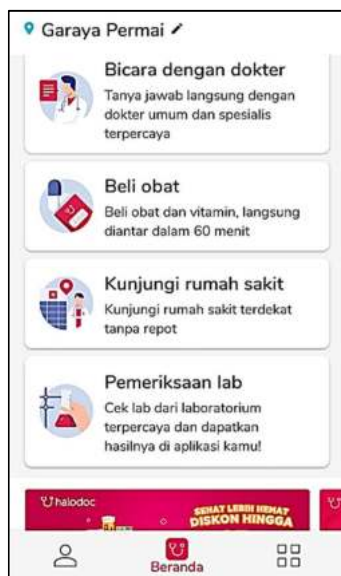 Garaya Permai
Bicara dengan dokter
Tanya jawab langsung dengan
dokter umum dan spesialis
terpercaya
Beli obat
Beli obat dan vitamin, langsung
diantar dalam 60 menit
Kunjungi rumah sakit
Kunjungi rumah sakit terdekat
tanpa repot
Pemeriksaan lab
Cek lab dari laboratorium
terpercaya dan dapatkan
hasilnya di aplikasi kamu!
halodoc
SEHAT LEBIH HEMAT
DISKON HINGGA
Beranda